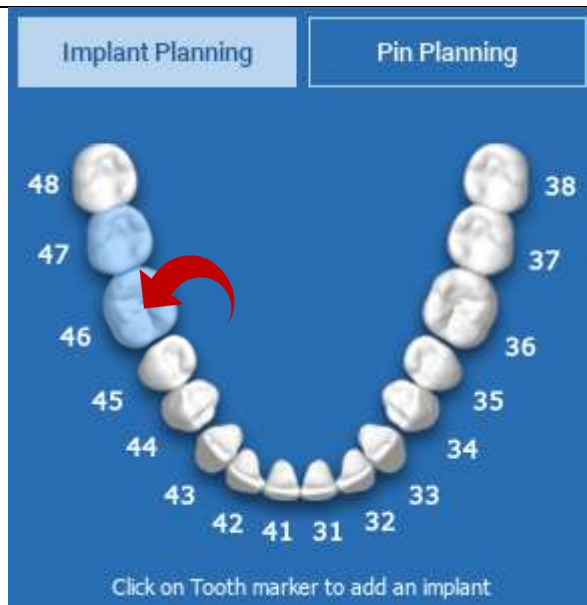 Implant Planning Pin Planning
48 38
47 37
46 36
45 35
44 34
43 33
42 41 31 32
Click on Tooth marker to add an implant